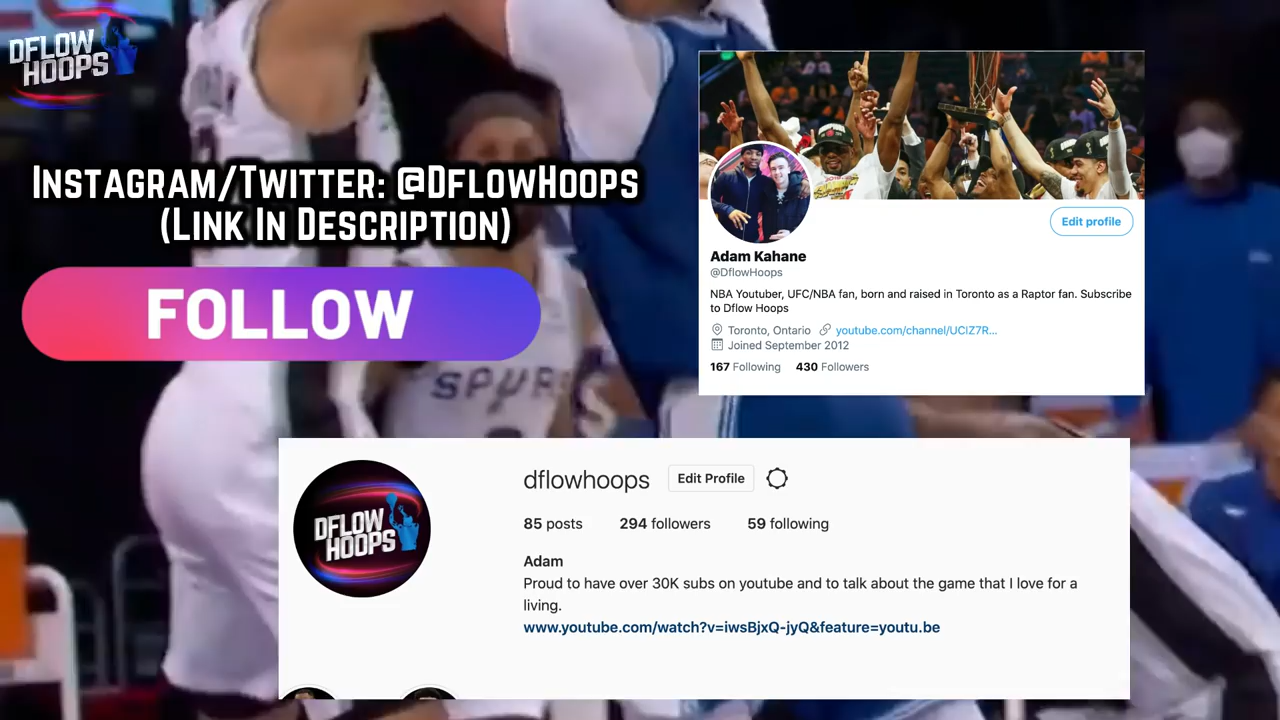 DFLOW
HOOPS
Instagram/Twitter: @DflowHoops
(Link In Description)
FOLLOW
Edit profile
Adam Kahane
@DflowHoops
NBA Youtuber, UFC/NBA fan, born and raised in Toronto as a Raptor fan. Subscribe
to Dflow Hoops
Toronto, Ontario youtube.com/channel/UCIZ7R...
Joined September 2012
167 Following 430 Followers
SPURS
DFLOW
HOOPS
dflowhoops Edit Profile
85 posts 294 followers 59 following
Adam
Proud to have over 30K subs on youtube and to talk about the game that I love for a
living.
www.youtube.com/watch?v=iwsBjxQ-jyQ&feature=youtu.be